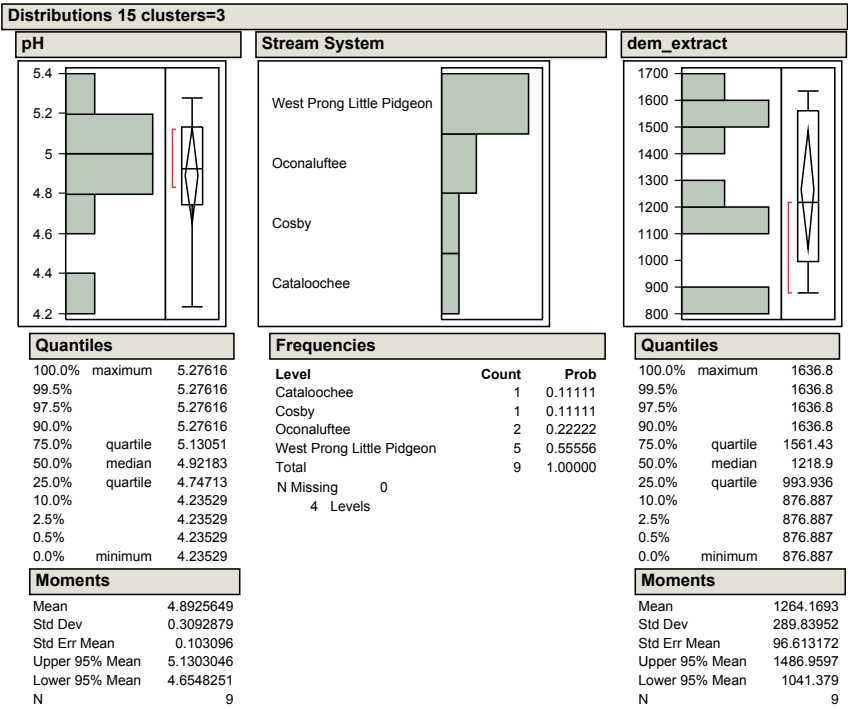 Distributions 15 clusters=3
pH
5.4
5.2
5
4.8
4.6
4.4
4.2
Quantiles
100.0% maximum 5.27616
99.5% 5.27616
97.5% 5.27616
90.0% 5.27616
75.0% quartile 5.13051
50.0% median 4.92183
25.0% quartile 4.74713
10.0% 4.23529
2.5% 4.23529
0.5% 4.23529
0.0% minimum 4.23529
Moments
Mean 4.8925649
Std Dev 0.3092879
Std Err Mean 0.103096
Upper 95% Mean 5.1303046
Lower 95% Mean 4.6548251
N 9
Stream System
West Prong Little Pidgeon
Oconaluftee
Cosby
Cataloochee
Frequencies
Level Count Prob
Cataloochee 1 0.11111
Cosby 1 0.11111
Oconaluftee 2 0.22222
West Prong Little Pidgeon 5 0.55556
Total 9 1.00000
N Missing 0
4 Levels
dem_extract
1700
1600
1500
1400
1300
1200
1100
1000
900
800
Quantiles
100.0% maximum 1636.8
99.5% 1636.8
97.5% 1636.8
90.0% 1636.8
75.0% quartile 1561.43
50.0% median 1218.9
25.0% quartile 993.936
10.0% 876.887
2.5% 876.887
0.5% 876.887
0.0% minimum 876.887
Moments
Mean 1264.1693
Std Dev 289.83952
Std Err Mean 96.613172
Upper 95% Mean 1486.9597
Lower 95% Mean 1041.379
N 9